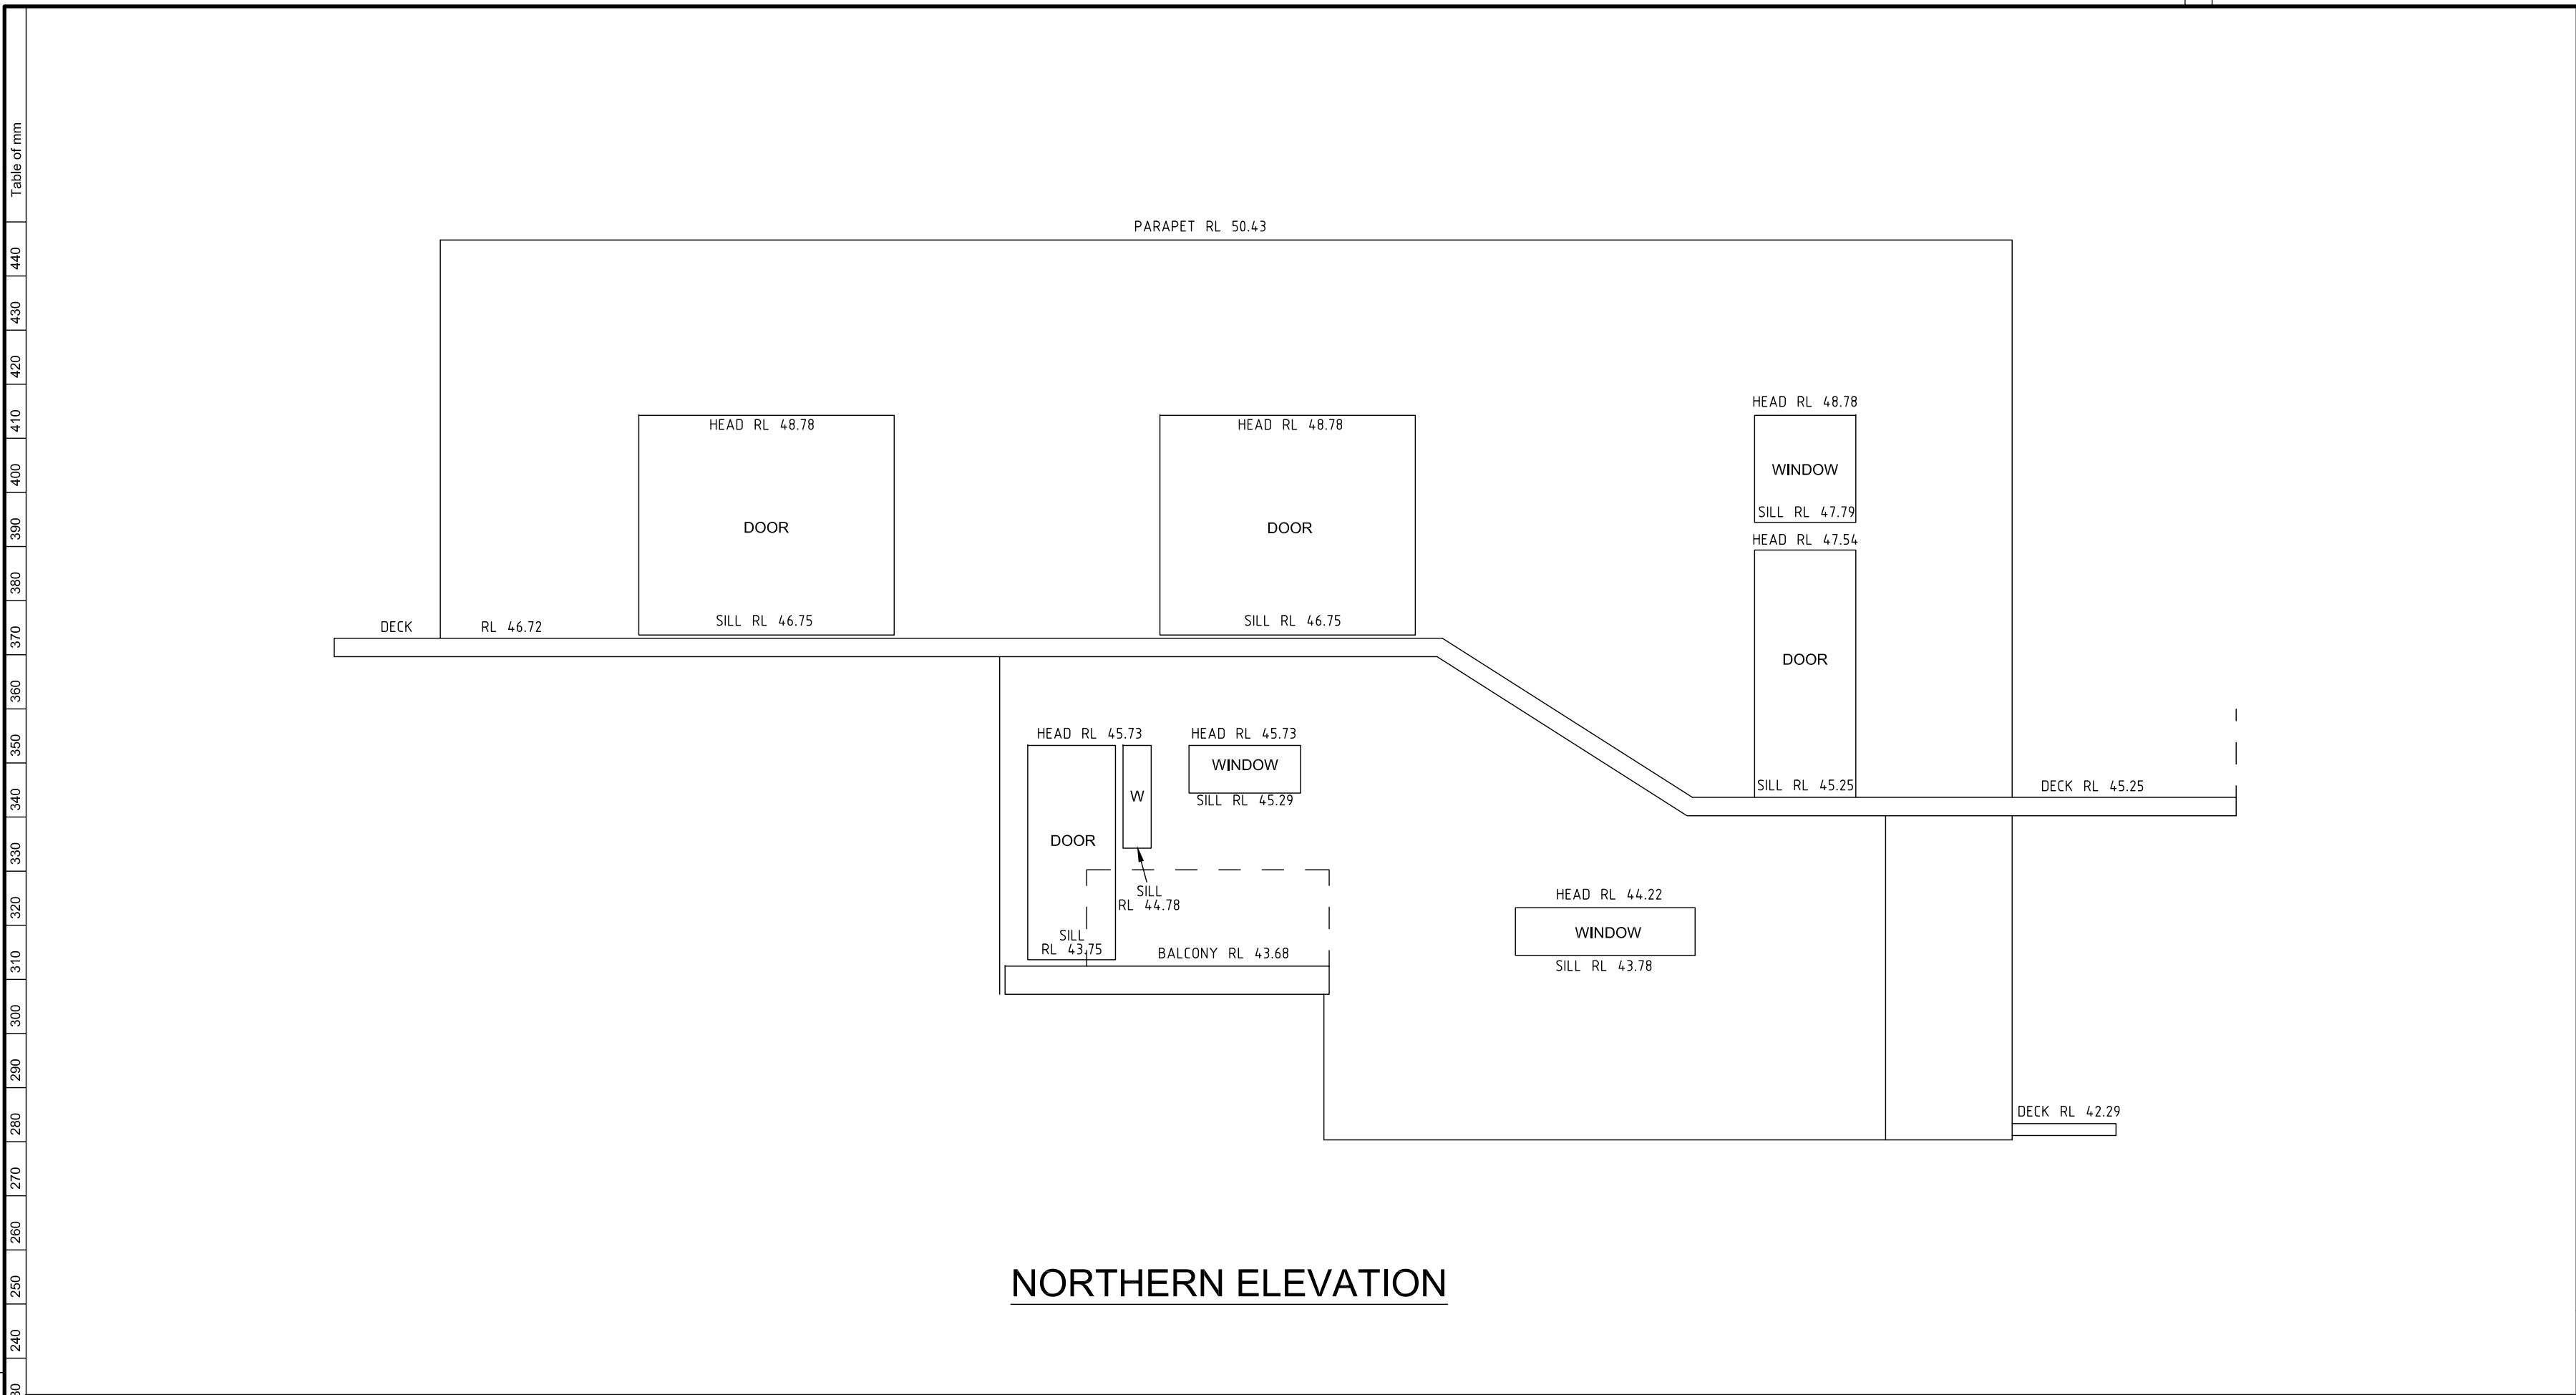 Table of mm
440
430
420
410
400
390
380
370
360
350
340
330
320
310
300
290
280
270
260
250
240
PARAPET RL 50.43
HEAD RL 48.78
DOOR
SILL RL 46.75
HEAD RL 48.78
DOOR
SILL RL 46.75
HEAD RL 48.78
WINDOW
SILL RL 47.79
HEAD RL 47.54
DOOR
SILL RL 45.25
DECK RL 46.72
DECK RL 45.25
HEAD RL 45.73
DOOR
SILL
RL 43.75
W
SILL
RL 44.78
HEAD RL 45.73
WINDOW
SILL RL 45.29
BALCONY RL 43.68
HEAD RL 44.22
WINDOW
SILL RL 43.78
DECK RL 42.29
NORTHERN ELEVATION